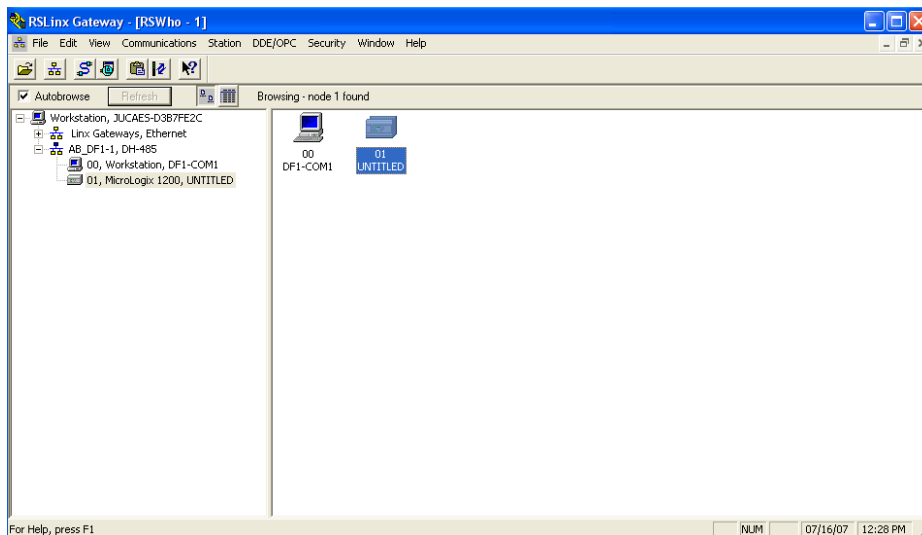 RSLinx Gateway - [RSWho - 1]
File Edit View Communications Station DDE/OPC Security Window Help
Autobrowse Refresh Browsing - node 1 found
Workstation, JUCAES-D3B7FE2C
Linx Gateways, Ethernet
AB_DF1-1, DH-485
00, Workstation, DF1-COM1
01, MicroLogix 1200, UNTITLED
00
DF1-COM1
01
UNTITLED
For Help, press F1 NUM 07/16/07 12:28 PM